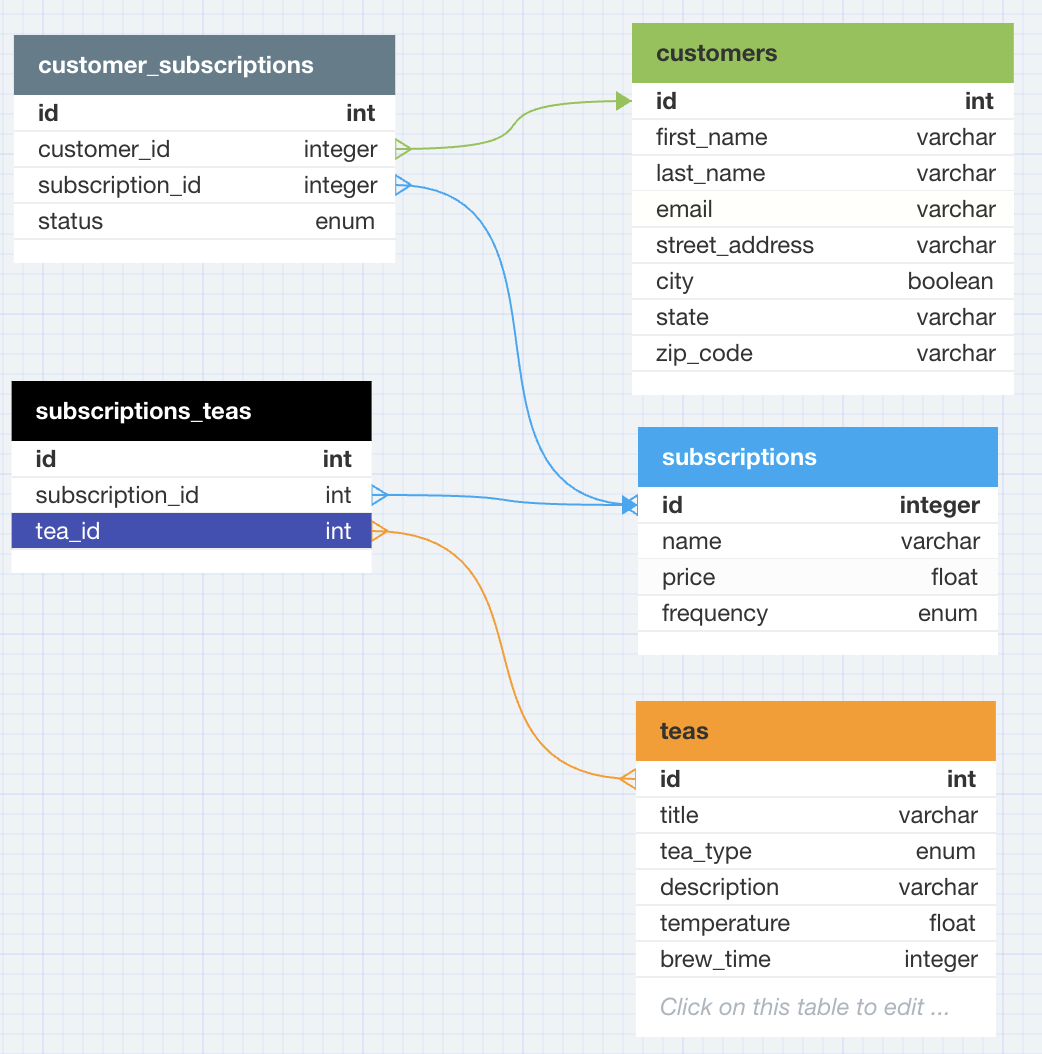 customer_subscriptions
id int
customer_id integer
subscription_id integer
status enum
customers
id int
first_name varchar
last_name varchar
email varchar
street_address varchar
city boolean
state varchar
zip_code varchar
subscriptions_teas
id int
subscription_id int
tea_id int
subscriptions
id integer
name varchar
price float
frequency enum
teas
id int
title varchar
tea_type enum
description varchar
temperature float
brew_time integer
Click on this table to edit ...